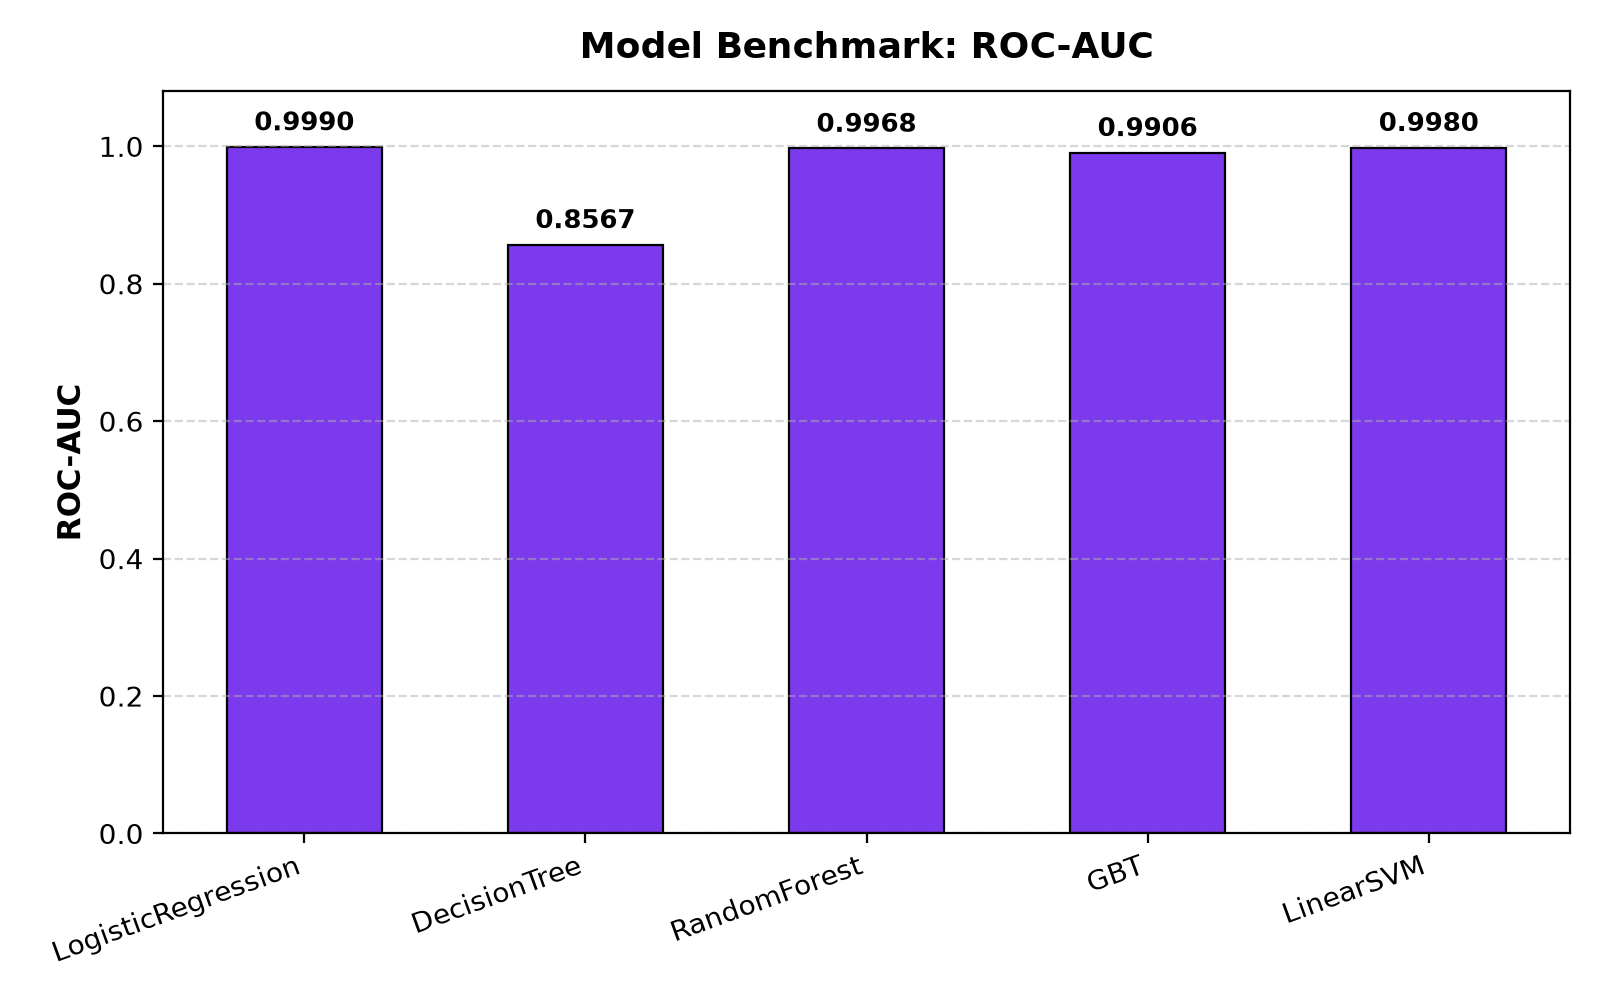 Model Benchmark: ROC-AUC
ROC-AUC
1.0
0.8
0.6
0.4
0.2
0.0
0.9990
0.8567
0.9968
0.9906
0.9980
LogisticRegression
DecisionTree
RandomForest
GBT
LinearSVM